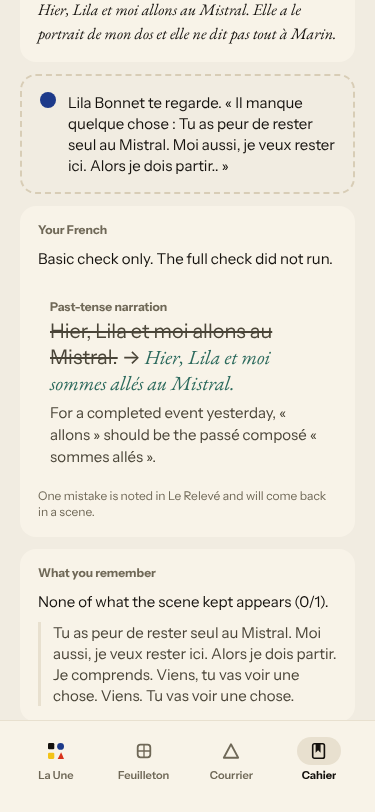 Hier, Lila et moi allons au Mistral. Elle a le
portrait de mon dos et elle ne dit pas tout à Marin.
Lila Bonnet te regarde. « Il manque
quelque chose : Tu as peur de rester
seul au Mistral. Moi aussi, je veux rester
ici. Alors je dois partir.. »
Your French
Basic check only. The full check did not run.
Past-tense narration
Hier, Lila et moi allons au
Mistral. → Hier, Lila et moi
sommes allés au Mistral.
For a completed event yesterday, «
allons » should be the passé composé «
sommes allés ».
One mistake is noted in Le Relevé and will come back
in a scene.
What you remember
None of what the scene kept appears (0/1).
Tu as peur de rester seul au Mistral. Moi
aussi, je veux rester ici. Alors je dois partir.
Je comprends. Viens, tu vas voir une
chose. Viens. Tu vas voir une chose.
La Une
Feuilleton
Courrier
Cahier